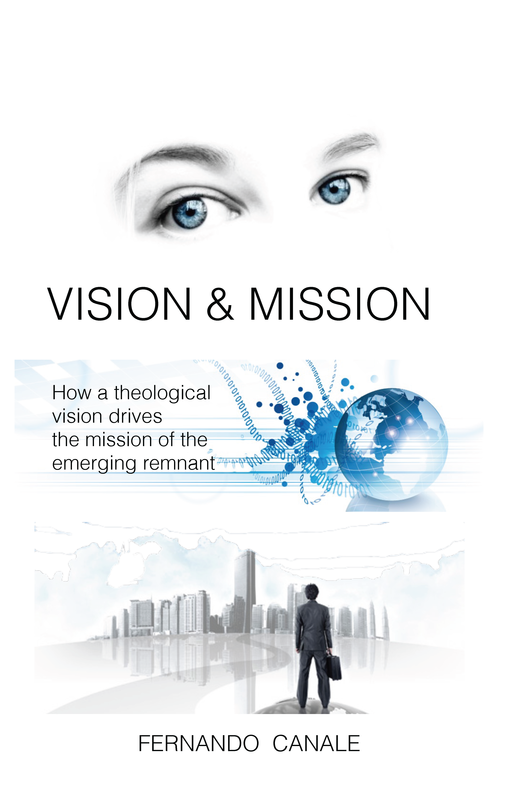 VISION & MISSION
How a theological
vision drives
the mission of the
emerging remnant
FERNANDO CANALE